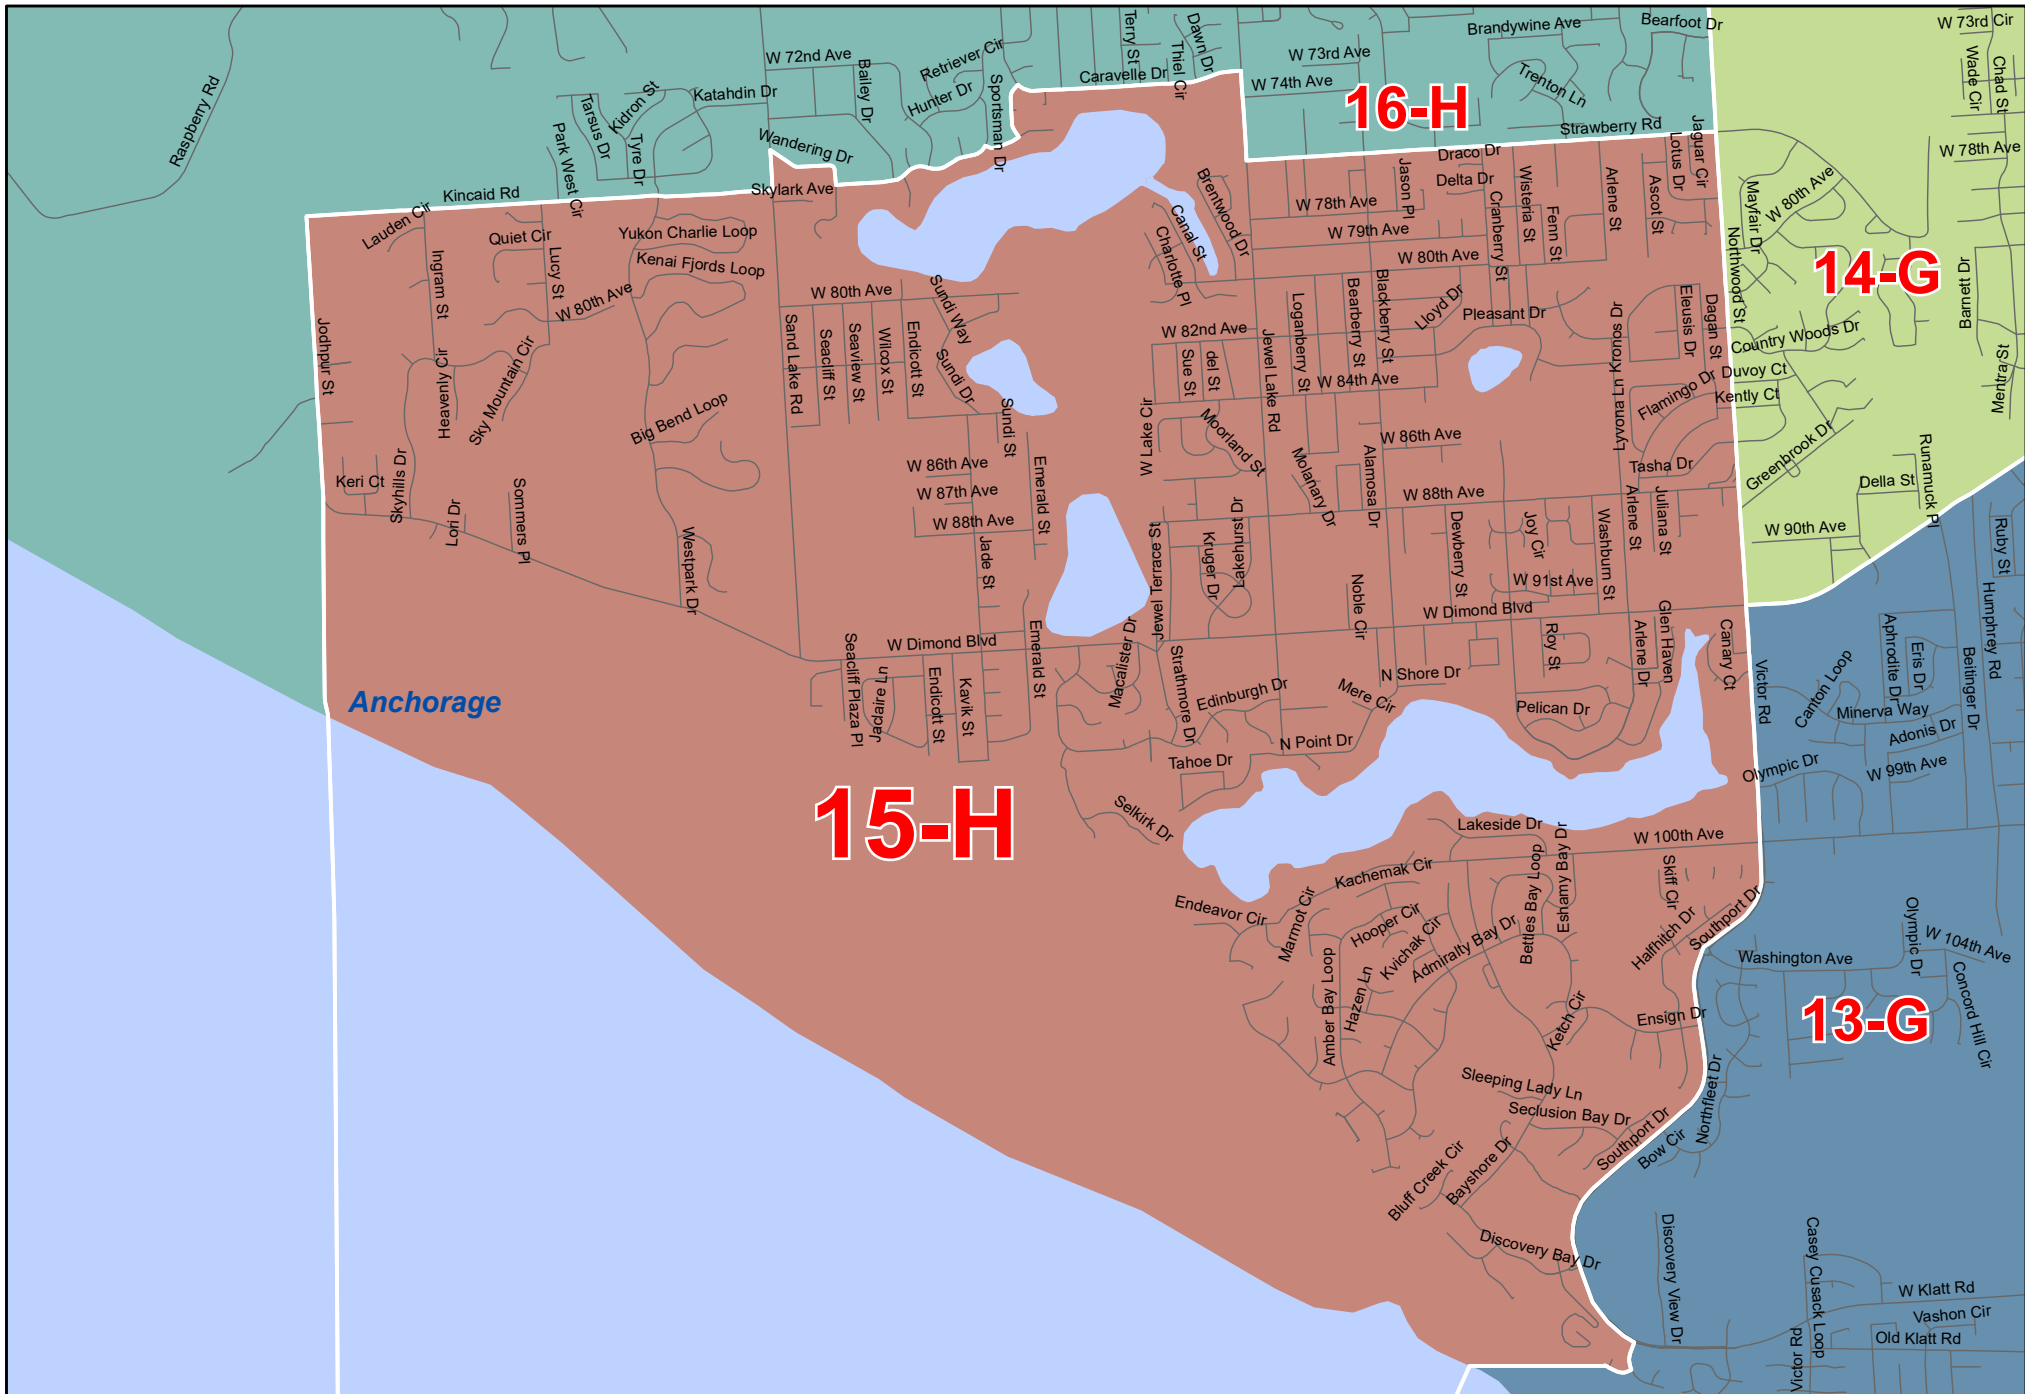 Raspberry Rd
W 72nd Ave
Bailey Dr
Retriever Cir
Hunter Dr
Sportsman Dr
Terry St
Thiel Cir
Dawn Dr
Caravelle Dr
W 73rd Ave
W 74th Ave
Brandywine Ave
Bearfoot Dr
Trenton Ln
16-H
Strawberry Rd
W 73rd Cir
Wade Cir
Chad St
W 78th Ave
Tarsus Dr
Kidron St
Katahdin Dr
Park West Cir
Tyre Dr
Wandering Dr
Kincaid Rd
Skylark Ave
Lauden Cir
Quiet Cir
Ingram St
Lucy St
Yukon Charlie Loop
Kenai Fjords Loop
W 80th Ave
Jodhpur St
Heavenly Cir
Sky Mountain Cir
Big Bend Loop
Keri Ct
Skyhills Dr
Lori Dr
Sommers Pl
Westpark Dr
W 80th Ave
Sand Lake Rd
Seacliff St
Seaview St
Wilcox St
Endicott St
Sundi Way
Sundi Dr
Sundi St
W 86th Ave
W 87th Ave
W 88th Ave
Emerald St
Jade St
Brentwood Dr
Canal St
Charlotte Pl
W 78th Ave
W 79th Ave
W 80th Ave
Jason Pl
Draco Dr
Delta Dr
Cranberry St
Wisteria St
Fenn St
Arlene St
Ascot St
Lotus Dr
Jaguar Cir
Mayfair Dr
W 80th Ave
Northwood St
14-G
Barnett Dr
Mentra St
W 82nd Ave
Sue St
del St
Jewel Lake Rd
Loganberry St
Bearberry St
Blackberry St
Lloyd Dr
Pleasant Dr
W 84th Ave
Kronos Dr
Lyvona Ln
Eleusis Dr
Dagan St
Country Woods Dr
Duvoy Ct
Kently Ct
Flamingo Dr
Tasha Dr
Greenbrook Dr
Della St
Runamuck Pl
W 90th Ave
W Lake Cir
Moorland St
Molanary Dr
Alamosa Dr
W 86th Ave
W 88th Ave
Jewel Terrace St
Kruger Dr
Lakehurst Dr
Dewberry St
Joy Cir
Washburn St
Arlene St
Juliana St
W 91st Ave
Noble Cir
W Dimond Blvd
Ruby St
Humphrey Rd
Beitinger Dr
Aphrodite Dr
Eris Dr
Canton Loop
Minerva Way
Adonis Dr
W 99th Ave
Olympic Dr
Victor Rd
Canary Ct
Glen Haven
Arlene Dr
Roy St
Pelican Dr
N Shore Dr
Mere Cir
N Point Dr
Edinburgh Dr
Strathmore Dr
Macalister Dr
Tahoe Dr
Selkirk Dr
Emerald St
W Dimond Blvd
Seacliff Plaza Pl
Jadaire Ln
Endicott St
Kavik St
Anchorage
15-H
Lakeside Dr
W 100th Ave
Kachemak Cir
Endeavor Cir
Marmot Cir
Hooper Cir
Kvichak Cir
Admiralty Bay Dr
Bettles Bay Loop
Eshamy Bay Dr
Skiff Cir
Halfhitch Dr
Southport Dr
Amber Bay Loop
Hazen Ln
Ketch Cir
Ensign Dr
Washington Ave
Olympic Dr
W 104th Ave
Concord Hill Cir
13-G
Northfleet Dr
Sleeping Lady Ln
Seclusion Bay Dr
Southport Dr
Bow Cir
Bluff Creek Cir
Bayshore Dr
Discovery Bay Dr
Discovery View Dr
Casey Cusack Loop
W Klatt Rd
Vashon Cir
Old Klatt Rd
Victor Rd